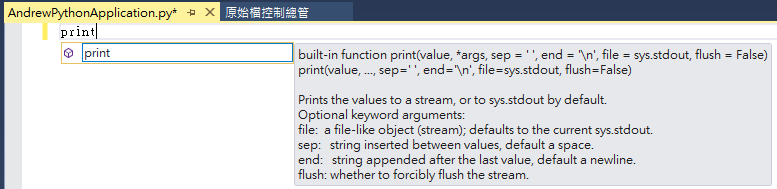 AndrewPythonApplication.py* 原始檔控制總管
print
print
built-in function print(value, *args, sep = ' ', end = '\n', file = sys.stdout, flush = False)
print(value, ..., sep=' ', end='\n', file=sys.stdout, flush=False)
Prints the values to a stream, or to sys.stdout by default.
Optional keyword arguments:
file:  a file-like object (stream); defaults to the current sys.stdout.
sep:   string inserted between values, default a space.
end:   string appended after the last value, default a newline.
flush: whether to forcibly flush the stream.